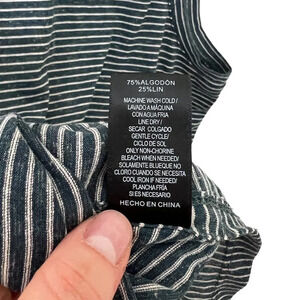 75%ALGODÓN
25%LIN
MACHINE WASH COLD/
LAVADO A MÁQUINA
CON AGUA FRIA
LINE DRY/
SECAR COLGADO
GENTLE CYCLE/
CICLO DE SOL
ONLY NON-CHORINE
BLEACH WHEN NEEDED/
SOLAMENTE BLUEQUE NO
CLORO CUANDO SE NECESITA
COOL IRON IF NEEDED/
PLANCHA FRÍA
SI ES NECESARIO
HECHO EN CHINA